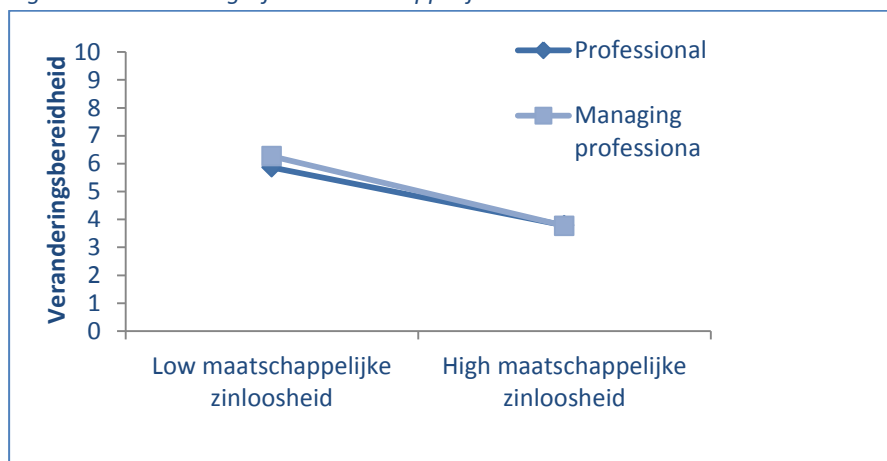 10
Professional
9
8
Managing
professiona
7
6
5
4
3
2
1
0
Veranderingsbereidheid
Low maatschappelijke
zinloosheid
High maatschappelijke
zinloosheid